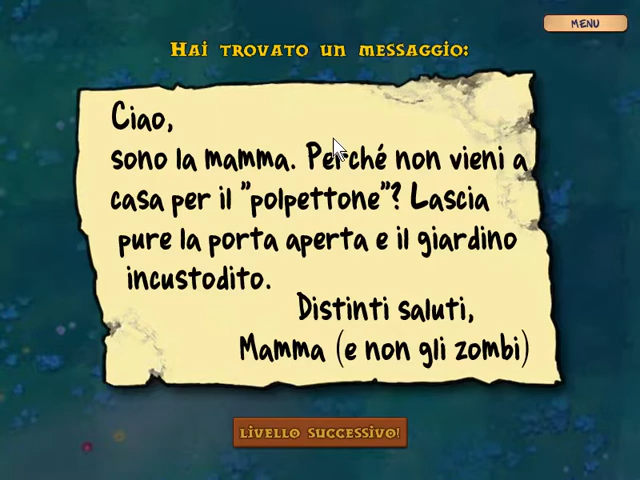 MENU
Hai trovato un messaggio:
Ciao,
sono la mamma. Perché non vieni a
casa per il "polpettone"? Lascia
pure la porta aperta e il giardino
incustodito.
Distinti saluti,
Mamma (e non gli zombi)
Livello successivo!